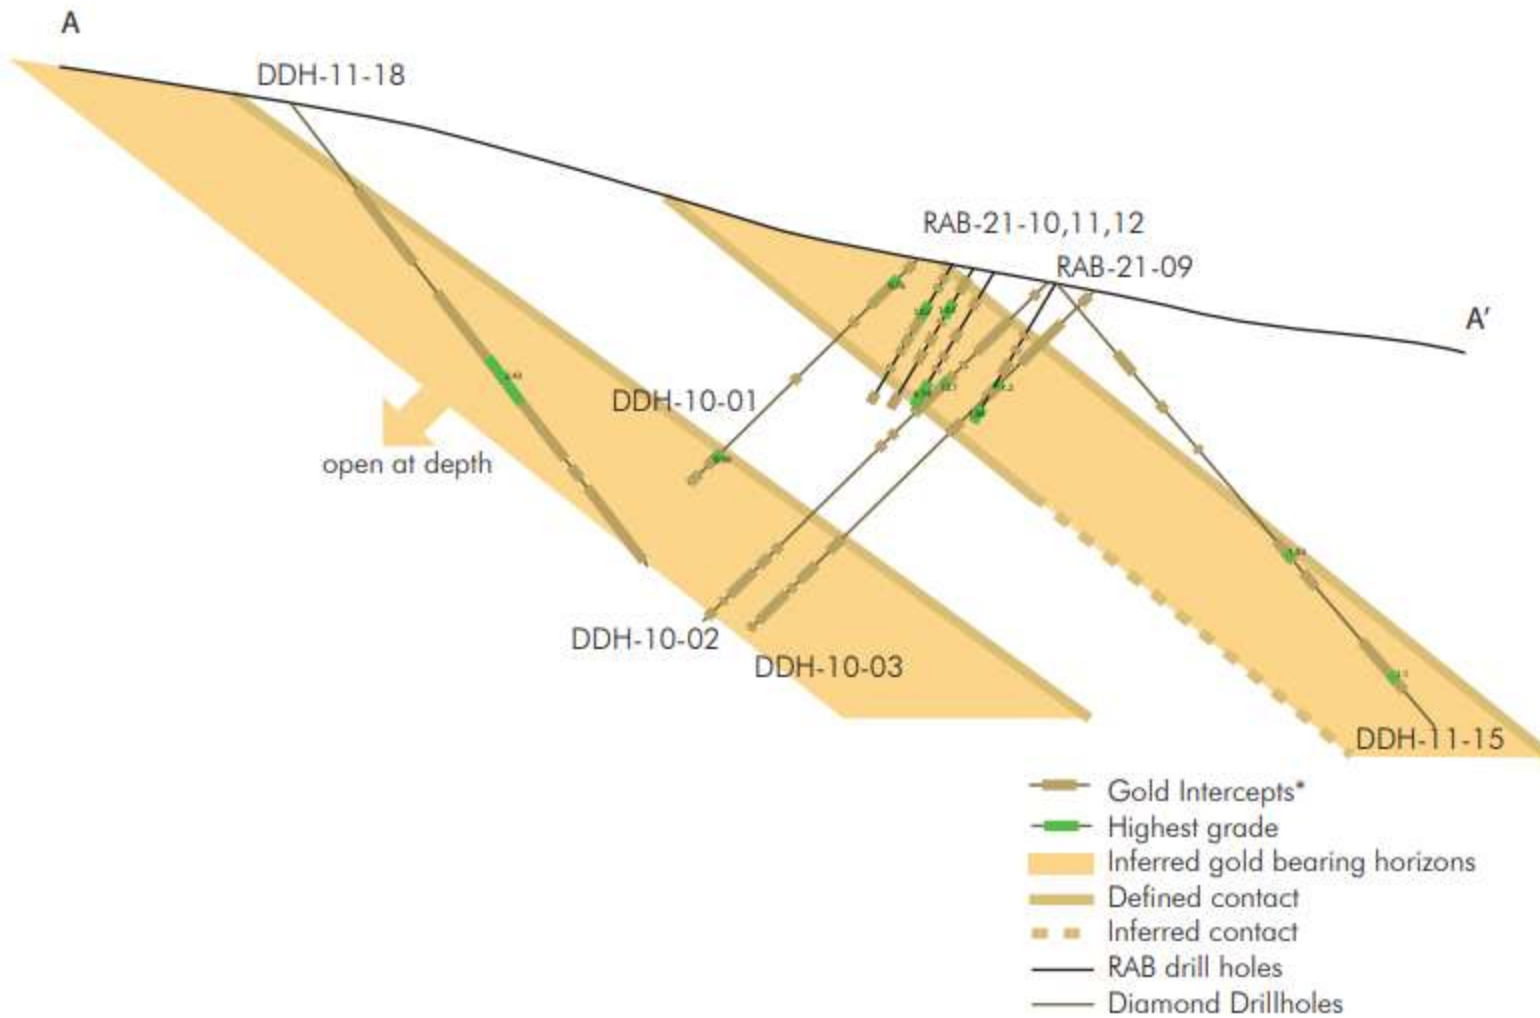 A
DDH-11-18
RAB-21-10,11,12
RAB-21-09
A'
DDH-10-01
open at depth
DDH-10-02
DDH-10-03
DDH-11-15
Gold Intercepts*
Highest grade
Inferred gold bearing horizons
Defined contact
Inferred contact
RAB drill holes
Diamond Drillholes